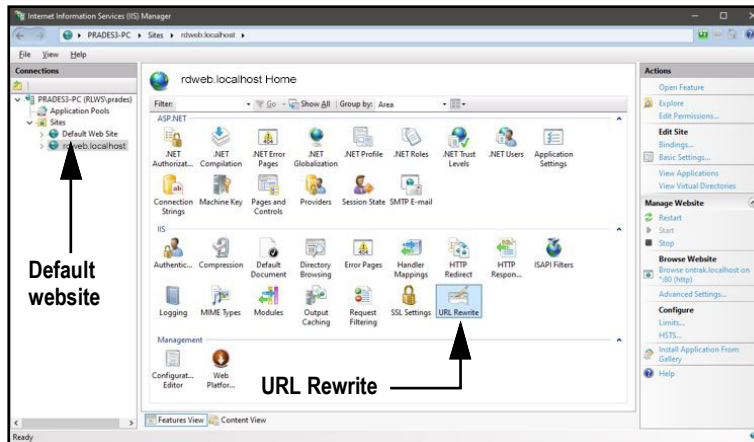 Internet Information Services (IIS) Manager
PRADES3-PC Sites rdweb.localhost
File View Help
Connections
PRADES3-PC (RLWS\prades)
Application Pools
Sites
Default Web Site
rdweb.localhost
Default website
rdweb.localhost Home
Filter: Go Show All Group by: Area
ASP.NET
.NET Authorizat... .NET Compilation .NET Error Pages .NET Globalization .NET Profile .NET Roles .NET Trust Levels .NET Users Application Settings
Connection Strings Machine Key Pages and Controls Providers Session State SMTP E-mail
IIS
Authentic... Compression Default Document Directory Browsing Error Pages Handler Mappings HTTP Redirect HTTP Respon... ISAPI Filters
Logging MIME Types Modules Output Caching Request Filtering SSL Settings URL Rewrite
Management
Configurat... Editor Web Platfor...
URL Rewrite
Features View Content View
Actions
Open Feature
Explore
Edit Permissions...
Edit Site
Bindings...
Basic Settings...
View Applications
View Virtual Directories
Manage Website
Restart
Start
Stop
Browse Website
Browse ontrak.localhost on *:80 (http)
Advanced Settings...
Configure
Limits...
HSTS...
Install Application From Gallery
Help
Ready